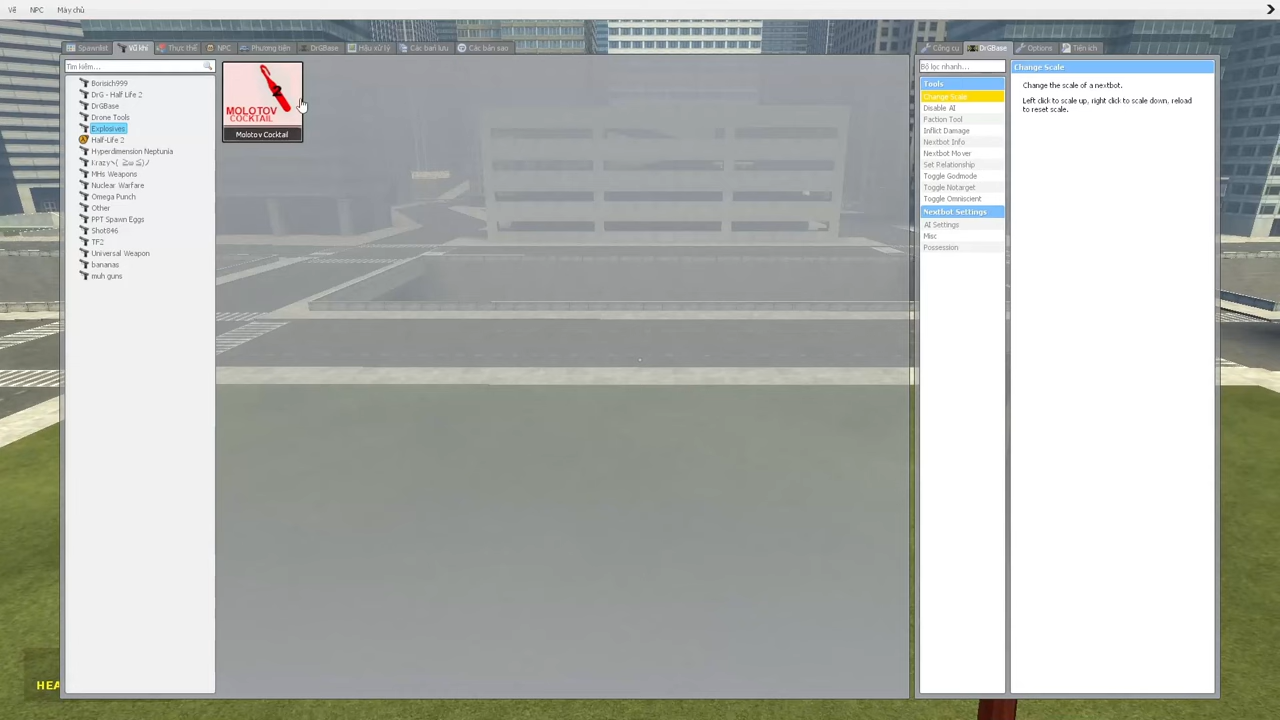 Vẽ NPC Máy chủ
Spawnlist Vũ khí Thực thể NPC Phương tiện DrGBase Hậu xử lý Các bản lưu Các bản sao
Công cụ DrGBase Options Tiện ích
Tìm kiếm...
Borisich999
DrG - Half Life 2
DrGBase
Drone Tools
Explosives
Half-Life 2
Hyperdimension Neptunia
MHs Weapons
Nuclear Warfare
Omega Punch
Other
PPT Spawn Eggs
Shot846
TF2
Universal Weapon
bananas
muh guns
2
MOLOTOV
COCKTAIL
Molotov Cocktail
Bộ lọc nhanh...
Tools
Change Scale
Disable AI
Faction Tool
Inflict Damage
Nextbot Info
Nextbot Mover
Set Relationship
Toggle Godmode
Toggle Notarget
Toggle Omniscient
Nextbot Settings
AI Settings
Misc
Possession
Change Scale
Change the scale of a nextbot.
Left click to scale up, right click to scale down, reload
to reset scale.
HEA